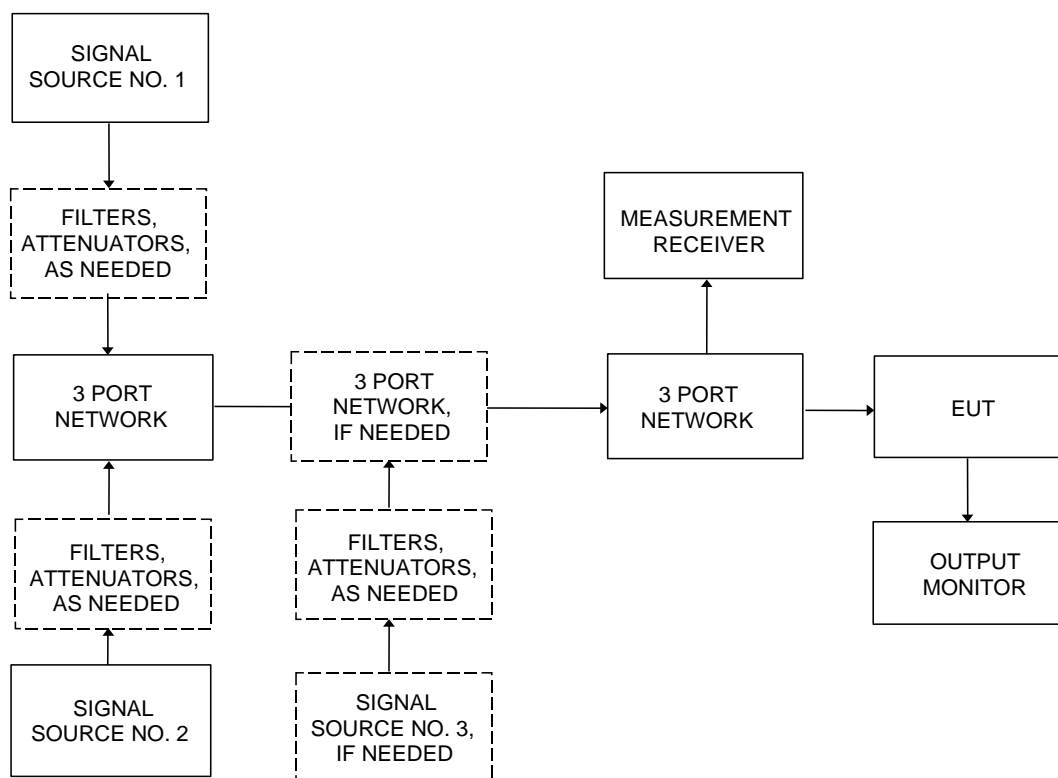 SIGNAL
SOURCE NO. 1
FILTERS,
ATTENUATORS,
AS NEEDED
MEASUREMENT
RECEIVER
3 PORT
NETWORK
3 PORT
NETWORK,
IF NEEDED
3 PORT
NETWORK
EUT
FILTERS,
ATTENUATORS,
AS NEEDED
FILTERS,
ATTENUATORS,
AS NEEDED
OUTPUT
MONITOR
SIGNAL
SOURCE NO. 2
SIGNAL
SOURCE NO. 3,
IF NEEDED